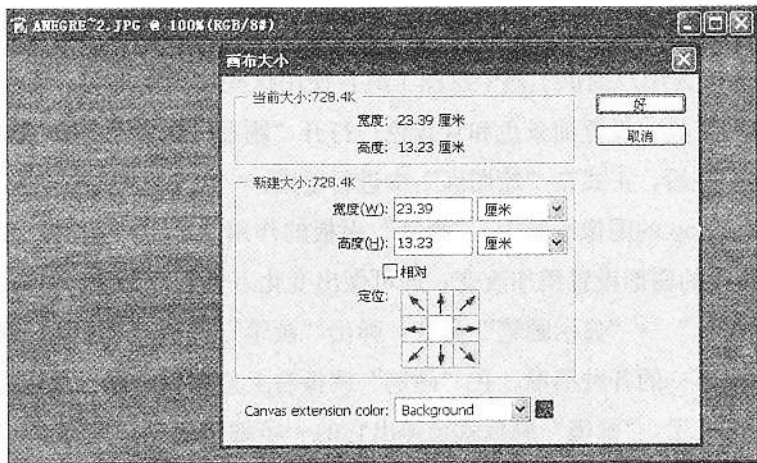 ANEGRE~2.JPG @ 100%(RGB/8#)
画布大小
当前大小:728.4K
宽度: 23.39 厘米
高度: 13.23 厘米
好
取消
新建大小:728.4K
宽度(W): 23.39 厘米
高度(H): 13.23 厘米
相对
定位:
Canvas extension color: Background